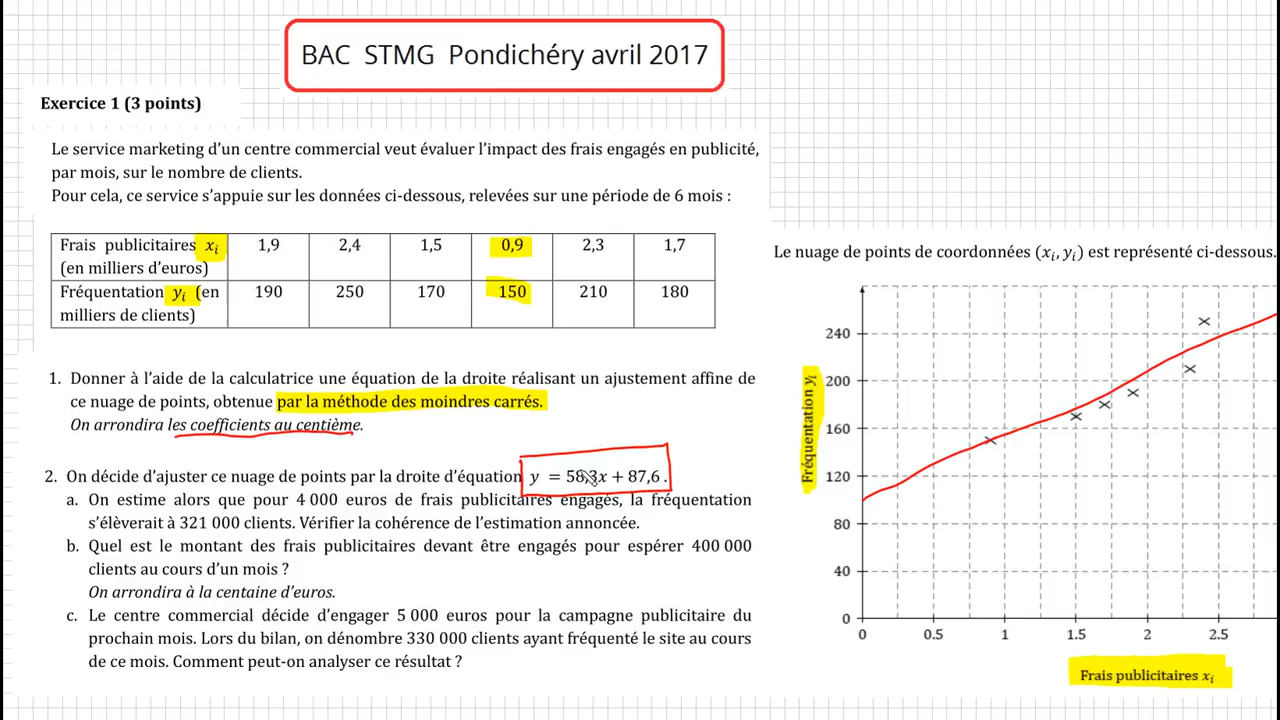 BAC STMG Pondichéry avril 2017
Exercice 1 (3 points)
Le service marketing d'un centre commercial veut évaluer l'impact des frais engagés en publicité,
par mois, sur le nombre de clients.
Pour cela, ce service s'appuie sur les données ci-dessous, relevées sur une période de 6 mois :
Frais publicitaires xᵢ (en milliers d'euros) 1,9 2,4 1,5 0,9 2,3 1,7
Fréquentation yᵢ (en milliers de clients) 190 250 170 150 210 180
1. Donner à l'aide de la calculatrice une équation de la droite réalisant un ajustement affine de
ce nuage de points, obtenue par la méthode des moindres carrés.
On arrondira les coefficients au centième.
2. On décide d'ajuster ce nuage de points par la droite d'équation y = 58,3x + 87,6 .
a. On estime alors que pour 4 000 euros de frais publicitaires engagés, la fréquentation
s'élèverait à 321 000 clients. Vérifier la cohérence de l'estimation annoncée.
b. Quel est le montant des frais publicitaires devant être engagés pour espérer 400 000
clients au cours d'un mois ?
On arrondira à la centaine d'euros.
c. Le centre commercial décide d'engager 5 000 euros pour la campagne publicitaire du
prochain mois. Lors du bilan, on dénombre 330 000 clients ayant fréquenté le site au cours
de ce mois. Comment peut-on analyser ce résultat ?
Le nuage de points de coordonnées (xᵢ, yᵢ) est représenté ci-dessous.
Fréquentation yᵢ
240
200
160
120
80
40
0
0 0.5 1 1.5 2 2.5
Frais publicitaires xᵢ